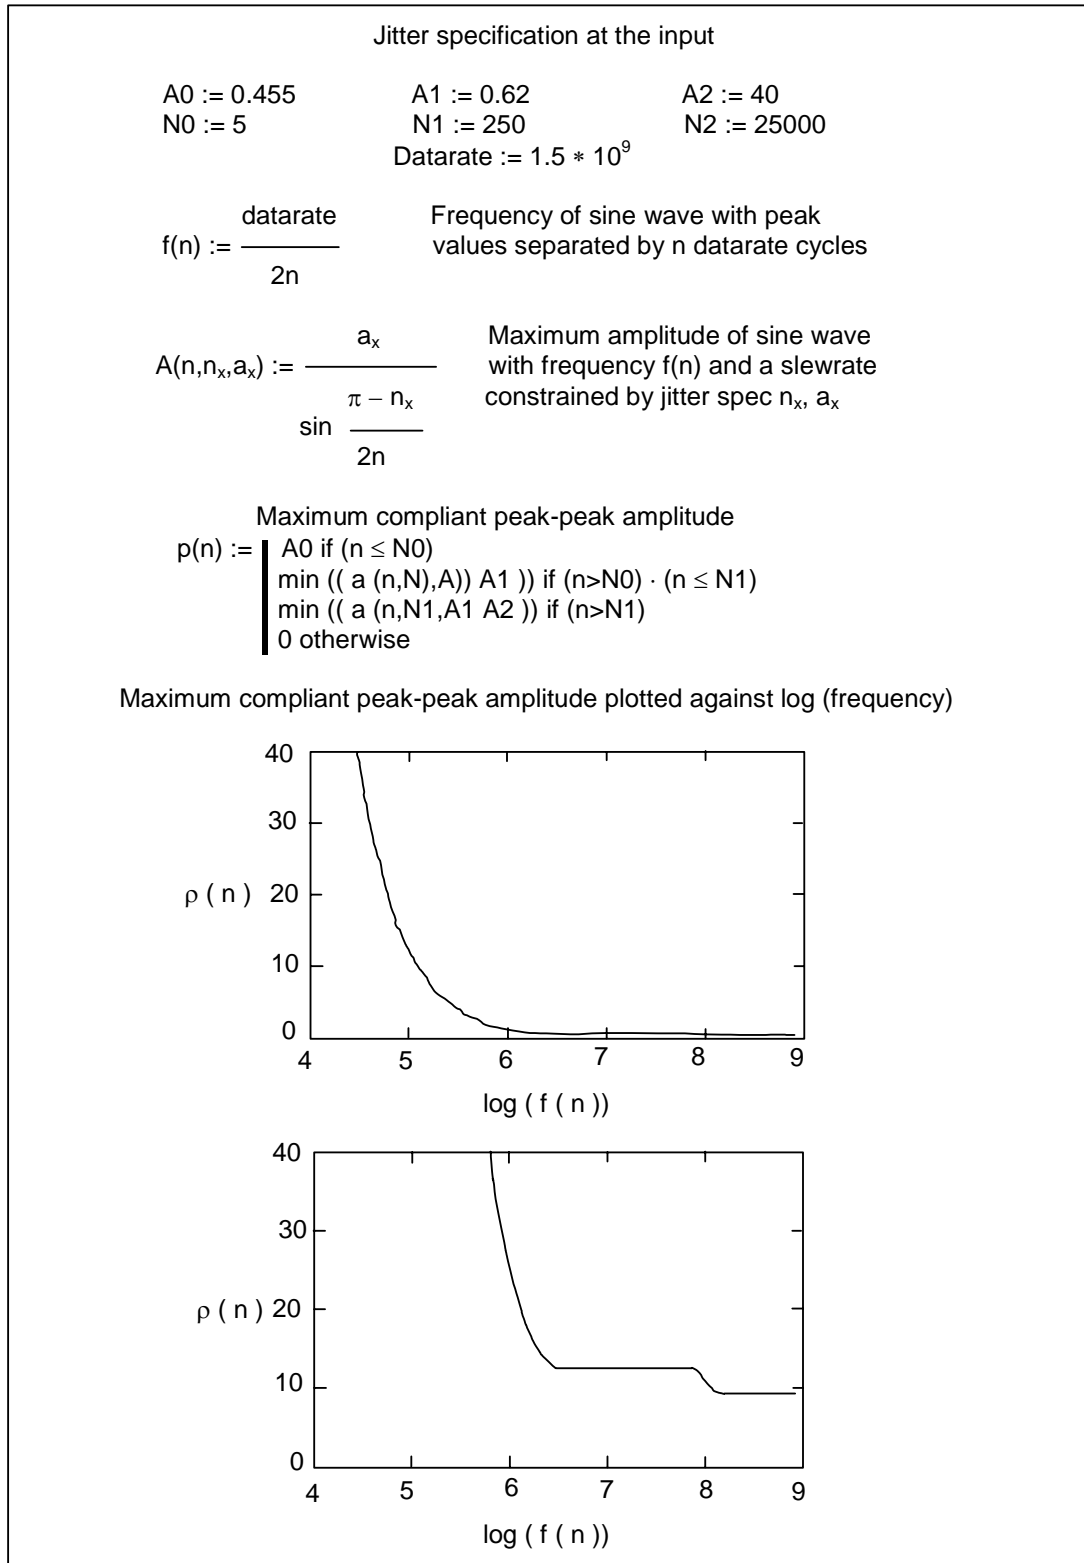 Jitter specification at the input
A0 := 0.455 A1 := 0.62 A2 := 40
N0 := 5 N1 := 250 N2 := 25000
Datarate := 1.5 ∗ 10^9
datarate
f(n) := ———
2n
Frequency of sine wave with peak
values separated by n datarate cycles
a_x
A(n,n_x,a_x) := ———
sin (π − n_x)/2n
Maximum amplitude of sine wave
with frequency f(n) and a slewrate
constrained by jitter spec n_x, a_x
Maximum compliant peak-peak amplitude
p(n) := A0 if (n ≤ N0)
min (( a (n,N),A)) A1 )) if (n>N0) · (n ≤ N1)
min (( a (n,N1,A1 A2 )) if (n>N1)
0 otherwise
Maximum compliant peak-peak amplitude plotted against log (frequency)
40
30
ρ ( n ) 20
10
0
4 5 6 7 8 9
log ( f ( n ))
40
30
ρ ( n ) 20
10
0
4 5 6 7 8 9
log ( f ( n ))